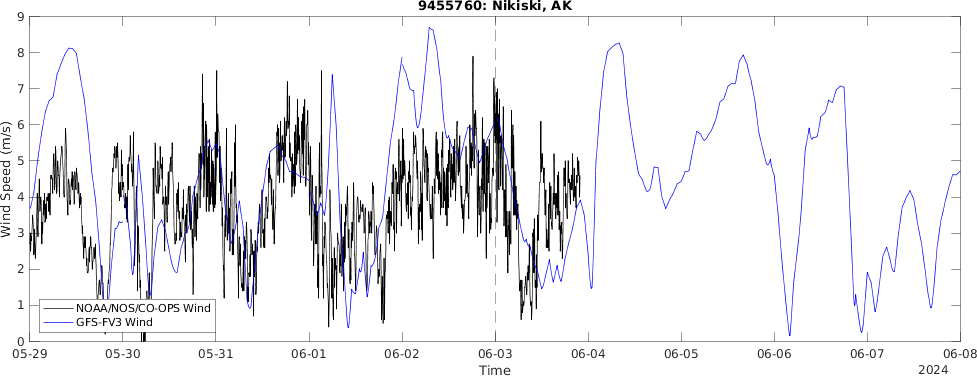 9455760: Nikiski, AK
Wind Speed (m/s)
9
8
7
6
5
4
3
2
1
0
NOAA/NOS/CO-OPS Wind
GFS-FV3 Wind
05-29 05-30 05-31 06-01 06-02 06-03 06-04 06-05 06-06 06-07 06-08
Time
2024